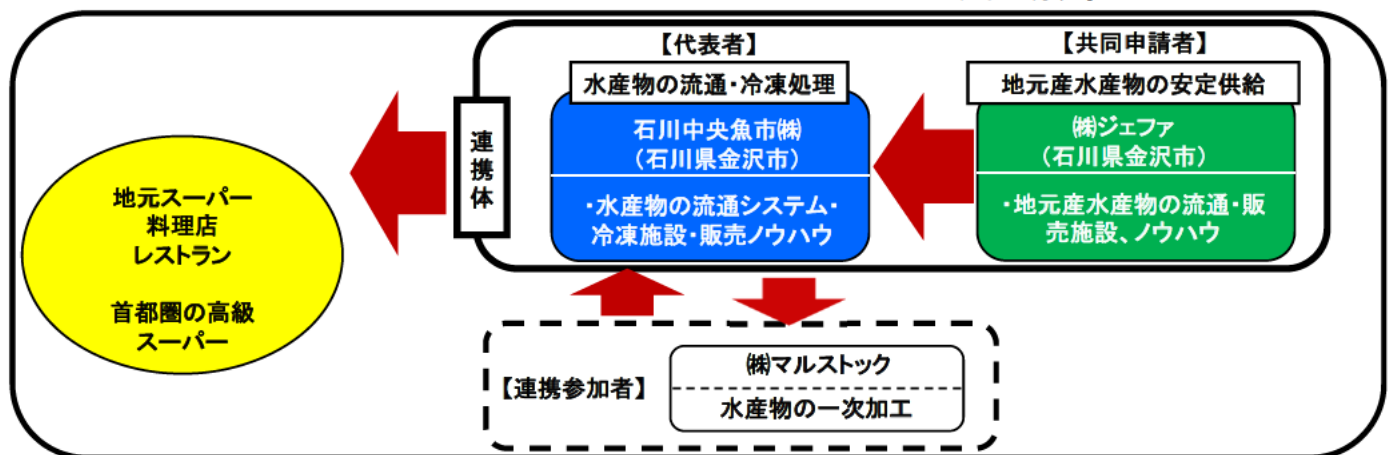 【代表者】
水産物の流通・冷凍処理
石川中央魚市㈱
（石川県金沢市）
・水産物の流通システム・
冷凍施設・販売ノウハウ
【共同申請者】
地元産水産物の安定供給
㈱ジェファ
（石川県金沢市）
・地元産水産物の流通・販
売施設、ノウハウ
連
携
体
地元スーパー
料理店
レストラン
首都圏の高級
スーパー
【連携参加者】
㈱マルストック
水産物の一次加工